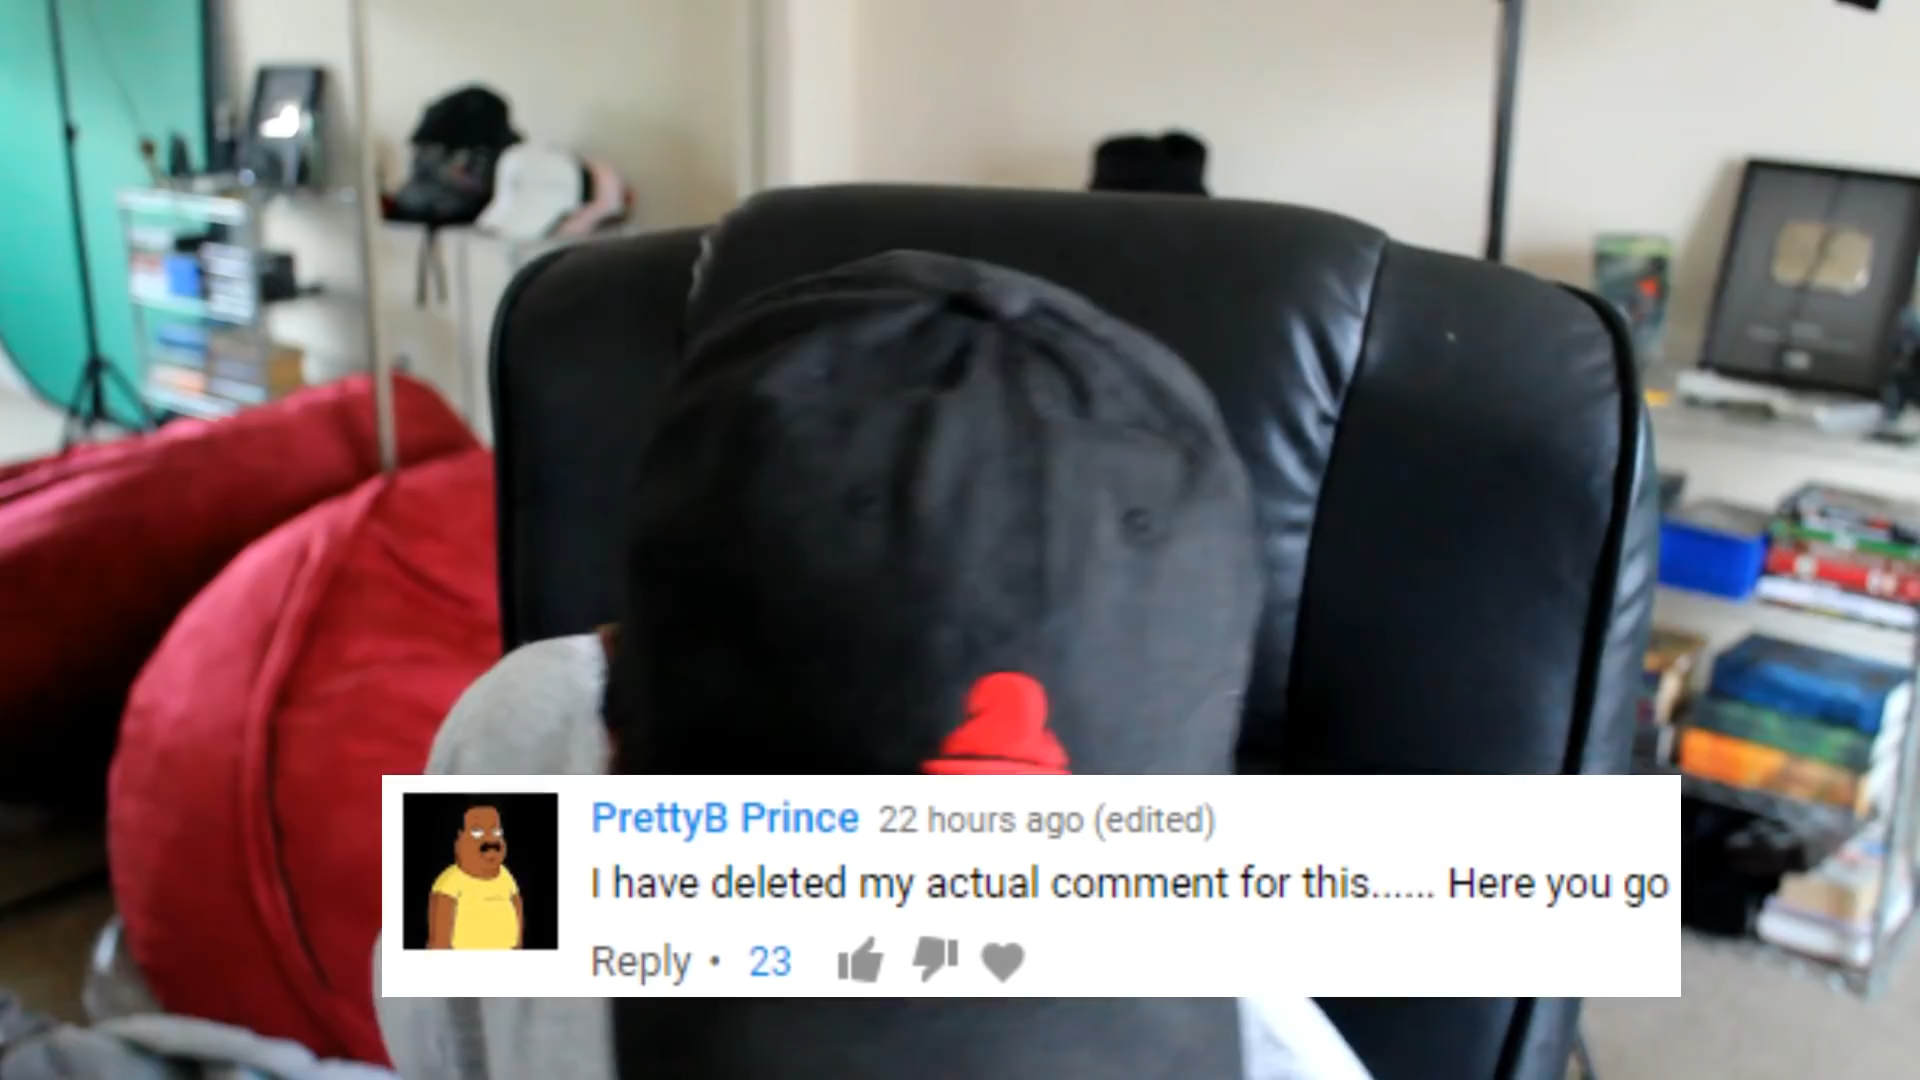 PrettyB Prince 22 hours ago (edited)
I have deleted my actual comment for this...... Here you go
Reply • 23